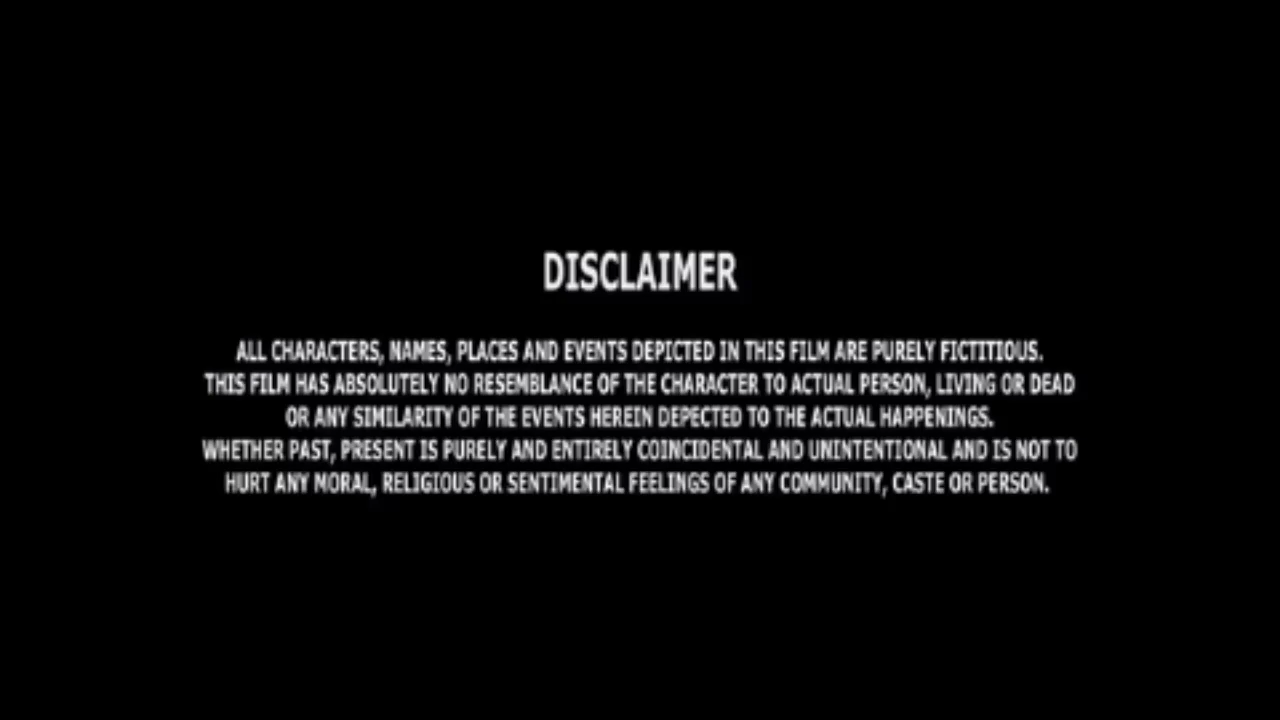 DISCLAIMER
ALL CHARACTERS, NAMES, PLACES AND EVENTS DEPICTED IN THIS FILM ARE PURELY FICTITIOUS.
THIS FILM HAS ABSOLUTELY NO RESEMBLANCE OF THE CHARACTER TO ACTUAL PERSON, LIVING OR DEAD
OR ANY SIMILARITY OF THE EVENTS HEREIN DEPECTED TO THE ACTUAL HAPPENINGS.
WHETHER PAST, PRESENT IS PURELY AND ENTIRELY COINCIDENTAL AND UNINTENTIONAL AND IS NOT TO
HURT ANY MORAL, RELIGIOUS OR SENTIMENTAL FEELINGS OF ANY COMMUNITY, CASTE OR PERSON.